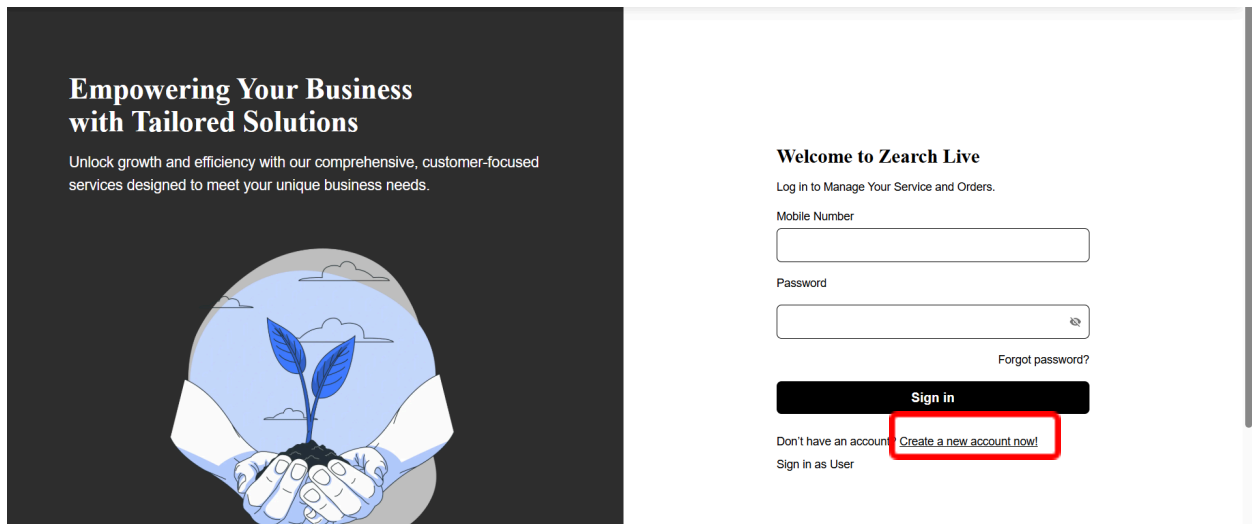 Empowering Your Business
with Tailored Solutions
Unlock growth and efficiency with our comprehensive, customer-focused
services designed to meet your unique business needs.
Welcome to Zearch Live
Log in to Manage Your Service and Orders.
Mobile Number
Password
Forgot password?
Sign in
Don't have an account? Create a new account now!
Sign in as User